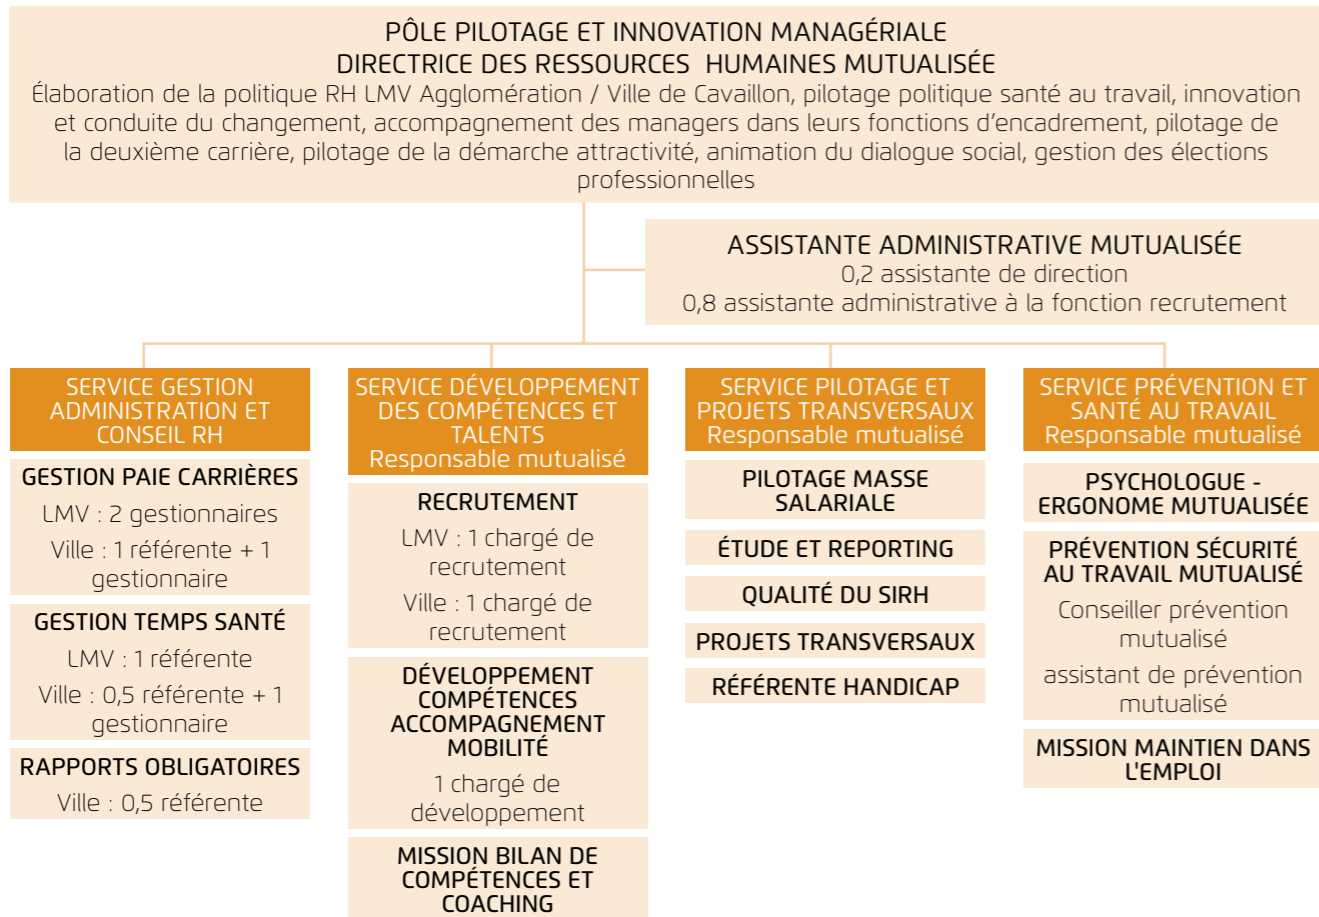 PÔLE PILOTAGE ET INNOVATION MANAGÉRIALE
DIRECTRICE DES RESSOURCES HUMAINES MUTUALISÉE
Élaboration de la politique RH LMV Agglomération / Ville de Cavaillon, pilotage politique santé au travail, innovation
et conduite du changement, accompagnement des managers dans leurs fonctions d'encadrement, pilotage de
la deuxième carrière, pilotage de la démarche attractivité, animation du dialogue social, gestion des élections
professionnelles
ASSISTANTE ADMINISTRATIVE MUTUALISÉE
0,2 assistante de direction
0,8 assistante administrative à la fonction recrutement
SERVICE GESTION
ADMINISTRATION ET
CONSEIL RH
GESTION PAIE CARRIÈRES
LMV : 2 gestionnaires
Ville : 1 référente + 1
gestionnaire
GESTION TEMPS SANTÉ
LMV : 1 référente
Ville : 0,5 référente + 1
gestionnaire
RAPPORTS OBLIGATOIRES
Ville : 0,5 référente
SERVICE DÉVELOPPEMENT
DES COMPÉTENCES ET
TALENTS
Responsable mutualisé
RECRUTEMENT
LMV : 1 chargé de
recrutement
Ville : 1 chargé de
recrutement
DÉVELOPPEMENT
COMPÉTENCES
ACCOMPAGNEMENT
MOBILITÉ
1 chargé de
développement
MISSION BILAN DE
COMPÉTENCES ET
COACHING
SERVICE PILOTAGE ET
PROJETS TRANSVERSAUX
Responsable mutualisé
PILOTAGE MASSE
SALARIALE
ÉTUDE ET REPORTING
QUALITÉ DU SIRH
PROJETS TRANSVERSAUX
RÉFÉRENTE HANDICAP
SERVICE PRÉVENTION ET
SANTÉ AU TRAVAIL
Responsable mutualisé
PSYCHOLOGUE -
ERGONOME MUTUALISÉE
PRÉVENTION SÉCURITÉ
AU TRAVAIL MUTUALISÉ
Conseiller prévention
mutualisé
assistant de prévention
mutualisé
MISSION MAINTIEN DANS
L'EMPLOI